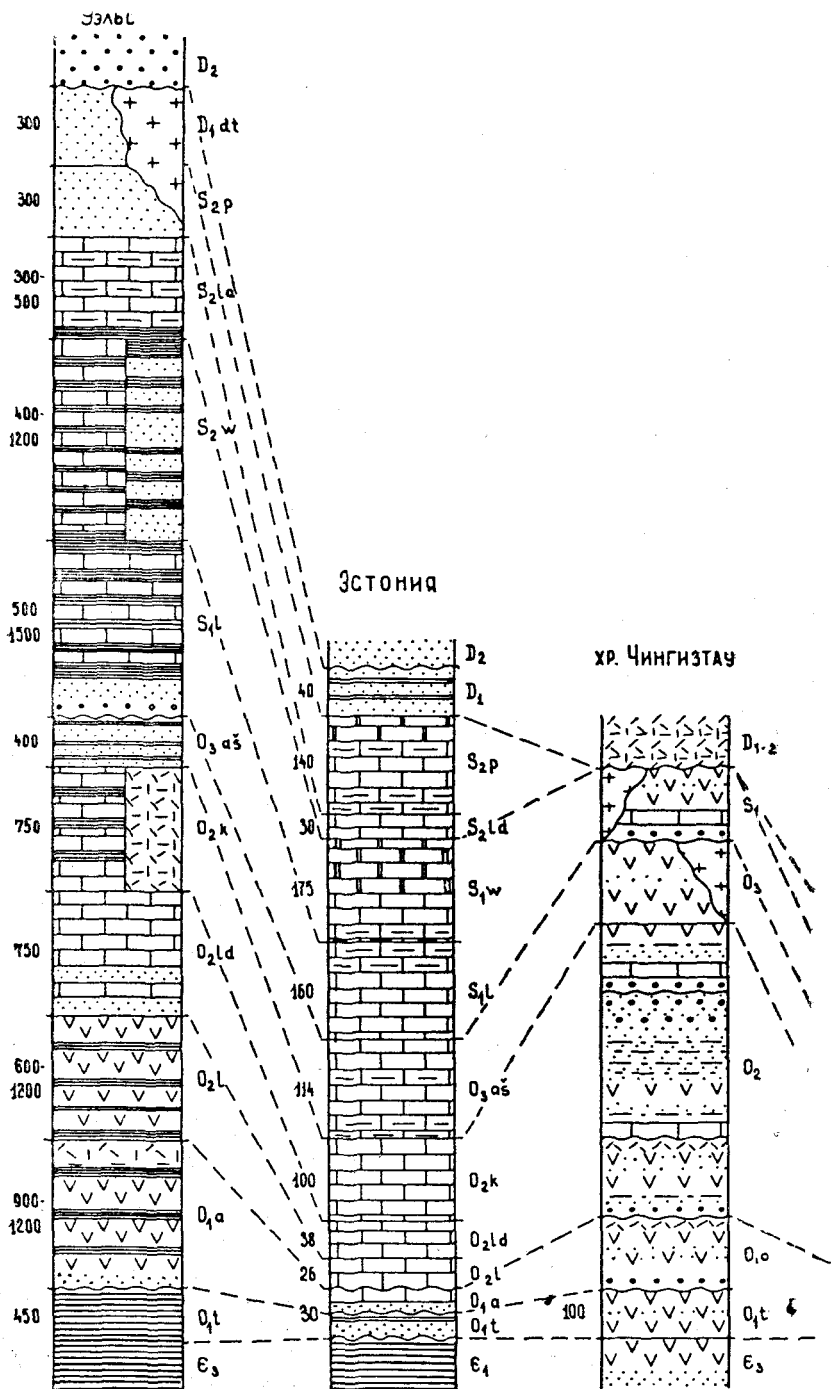 Уэльс
D₂
300
D₁dt
300
S₂p
300-
500
S₂ld
400-
1200
S₂w
500
1500
S₁l
400
O₃aš
750
O₂k
750
O₂ld
600-
1200
O₂l
900-
1200
O₁a
450
O₁t
Є₃
Эстония
D₂
40
D₁
140
S₂p
30
S₂ld
175
S₁w
160
S₁l
114
O₃aš
100
O₂k
38
O₂ld
26
O₂l
O₁a
30
O₁t
Є₁
хр. Чингизтау
D₁₋₂
S₁
O₃
O₂
100
O₁t
Є₃